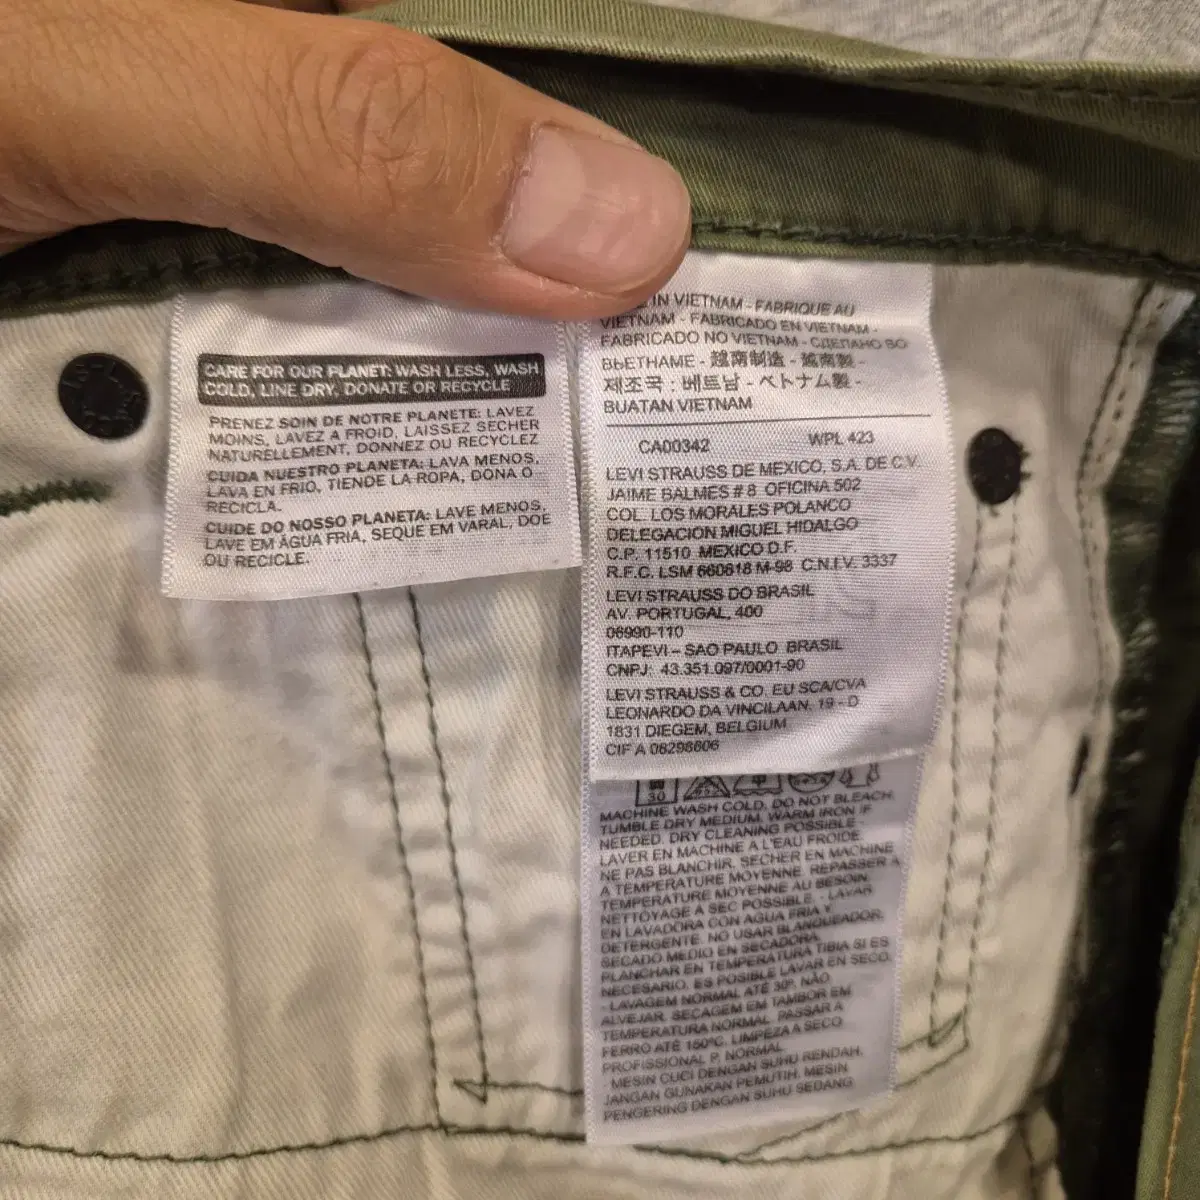 CARE FOR OUR PLANET: WASH LESS, WASH
COLD, LINE DRY, DONATE OR RECYCLE
PRENEZ SOIN DE NOTRE PLANETE: LAVEZ
MOINS, LAVEZ A FROID, LAISSEZ SECHER
NATURELLEMENT, DONNEZ OU RECYCLEZ
CUIDA NUESTRO PLANETA: LAVA MENOS,
LAVA EN FRIO, TIENDE LA ROPA, DONA O
RECICLA.
CUIDE DO NOSSO PLANETA: LAVE MENOS,
LAVE EM ÁGUA FRIA, SEQUE EM VARAL, DOE
OU RECICLE.
IN VIETNAM - FABRIQUE AU
VIETNAM - FABRICADO EN VIETNAM -
FABRICADO NO VIETNAM - СДЕЛАНО ВО
ВЬЕТНАМЕ - 越南制造 - 越南製 -
제조국 : 베트남 - ベトナム製 -
BUATAN VIETNAM
CA00342 WPL 423
LEVI STRAUSS DE MEXICO, S.A. DE C.V.
JAIME BALMES # 8 OFICINA 502
COL. LOS MORALES POLANCO
DELEGACION MIGUEL HIDALGO
C.P. 11510 MEXICO D.F.
R.F.C. LSM 660618 M-98 C.N.I.V. 3337
LEVI STRAUSS DO BRASIL
AV. PORTUGAL, 400
06990-110
ITAPEVI – SAO PAULO BRASIL
CNPJ: 43.351.097/0001-90
LEVI STRAUSS & CO. EU SCA/CVA
LEONARDO DA VINCILAAN, 19 - D
1831 DIEGEM, BELGIUM
CIF A 08298606
30
MACHINE WASH COLD. DO NOT BLEACH.
TUMBLE DRY MEDIUM. WARM IRON IF
NEEDED. DRY CLEANING POSSIBLE -
LAVER EN MACHINE A L'EAU FROIDE.
NE PAS BLANCHIR. SECHER EN MACHINE
A TEMPERATURE MOYENNE. REPASSER A
TEMPERATURE MOYENNE AU BESOIN.
NETTOYAGE À SEC POSSIBLE. - LAVAR
EN LAVADORA CON AGUA FRIA Y
DETERGENTE. NO USAR BLANQUEADOR.
SECADO MEDIO EN SECADORA.
PLANCHAR EN TEMPERATURA TIBIA SI ES
NECESARIO. ES POSIBLE LAVAR EN SECO.
- LAVAGEM NORMAL ATÉ 30º. NÃO
ALVEJAR. SECAGEM EM TAMBOR EM
TEMPERATURA NORMAL. PASSAR A
FERRO ATÉ 150ºC. LIMPEZA A SECO
PROFISSIONAL P. NORMAL.
- MESIN CUCI DENGAN SUHU RENDAH.
JANGAN GUNAKAN PEMUTIH. MESIN
PENGERING DENGAN SUHU SEDANG.